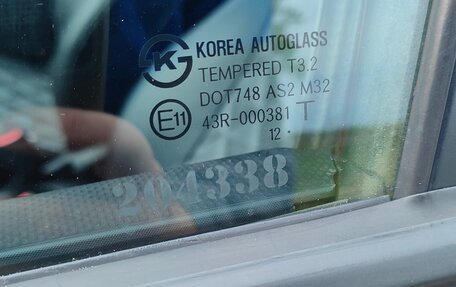 KOREA AUTOGLASS
K
TEMPERED T3.2
DOT748 AS2 M32
E11
43R-000381 T
12 .
204338